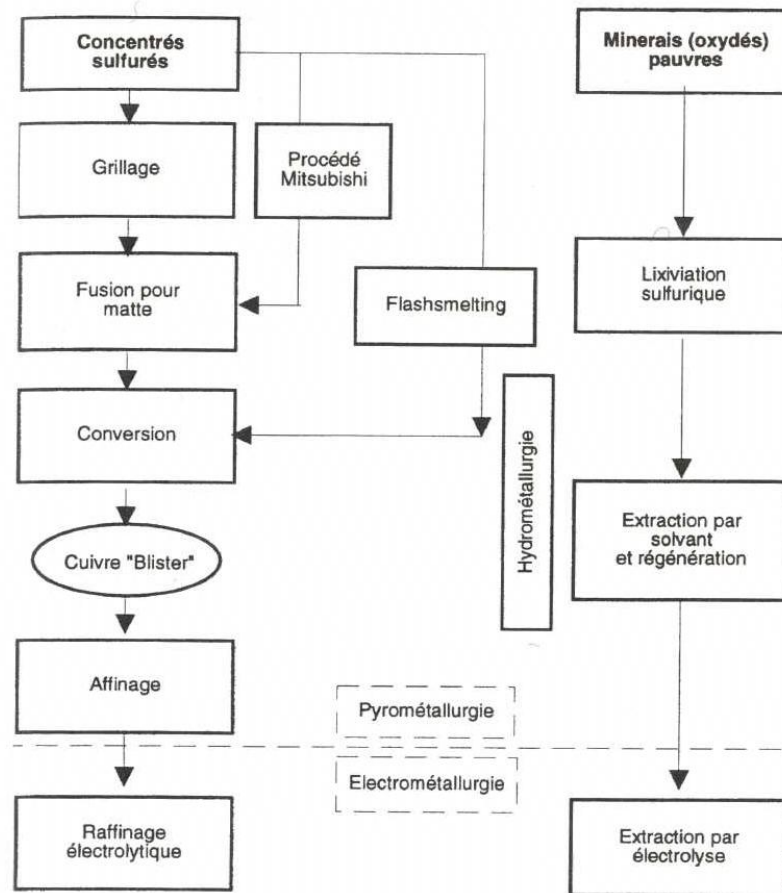 Concentrés
sulfurés
Minerais (oxydés)
pauvres
Grillage
Procédé
Mitsubishi
Fusion pour
matte
Flashsmelting
Lixiviation
sulfurique
Conversion
Hydrométallurgie
Extraction par
solvant
et régénération
Cuivre "Blister"
Affinage
Pyrométallurgie
Electrométallurgie
Raffinage
électrolytique
Extraction par
électrolyse